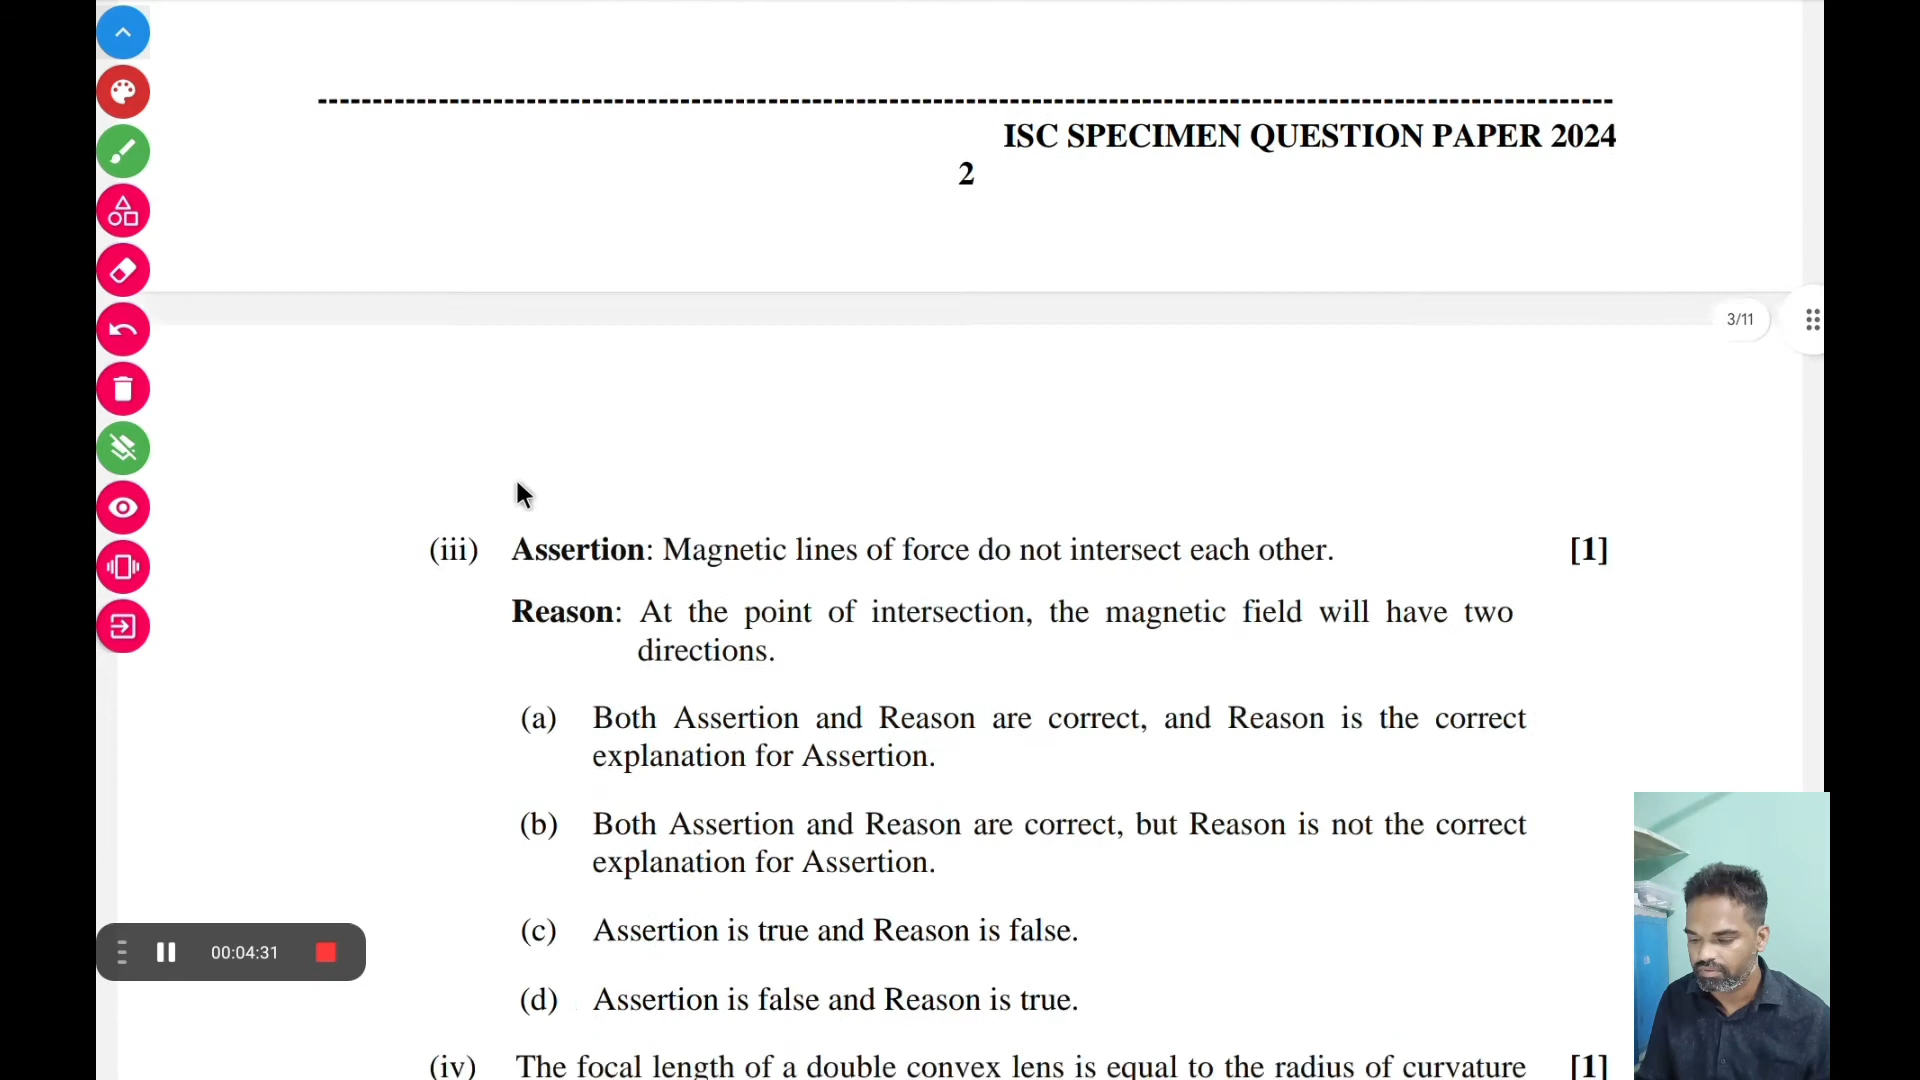 ISC SPECIMEN QUESTION PAPER 2024
2
3/11
(iii) Assertion: Magnetic lines of force do not intersect each other. [1]
Reason: At the point of intersection, the magnetic field will have two
directions.
(a) Both Assertion and Reason are correct, and Reason is the correct
explanation for Assertion.
(b) Both Assertion and Reason are correct, but Reason is not the correct
explanation for Assertion.
(c) Assertion is true and Reason is false.
00:04:31
(d) Assertion is false and Reason is true.
(iv) The focal length of a double convex lens is equal to the radius of curvature [1]